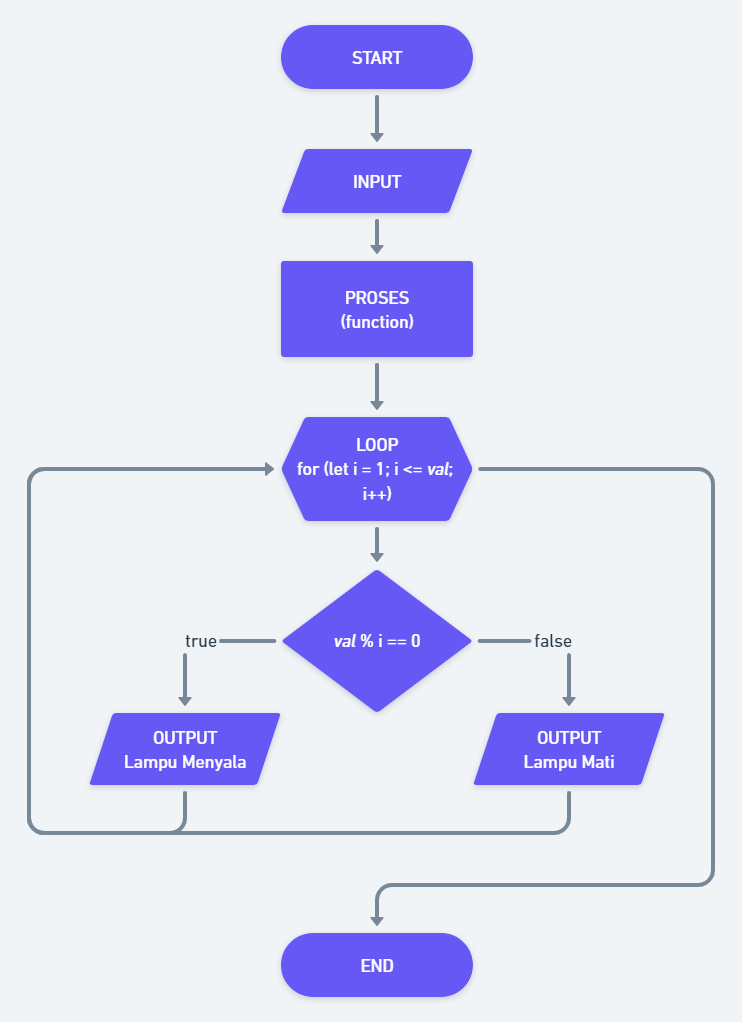 START
INPUT
PROSES
(function)
LOOP
for (let i = 1; i <= val;
i++)
val % i == 0
true
false
OUTPUT
Lampu Menyala
OUTPUT
Lampu Mati
END